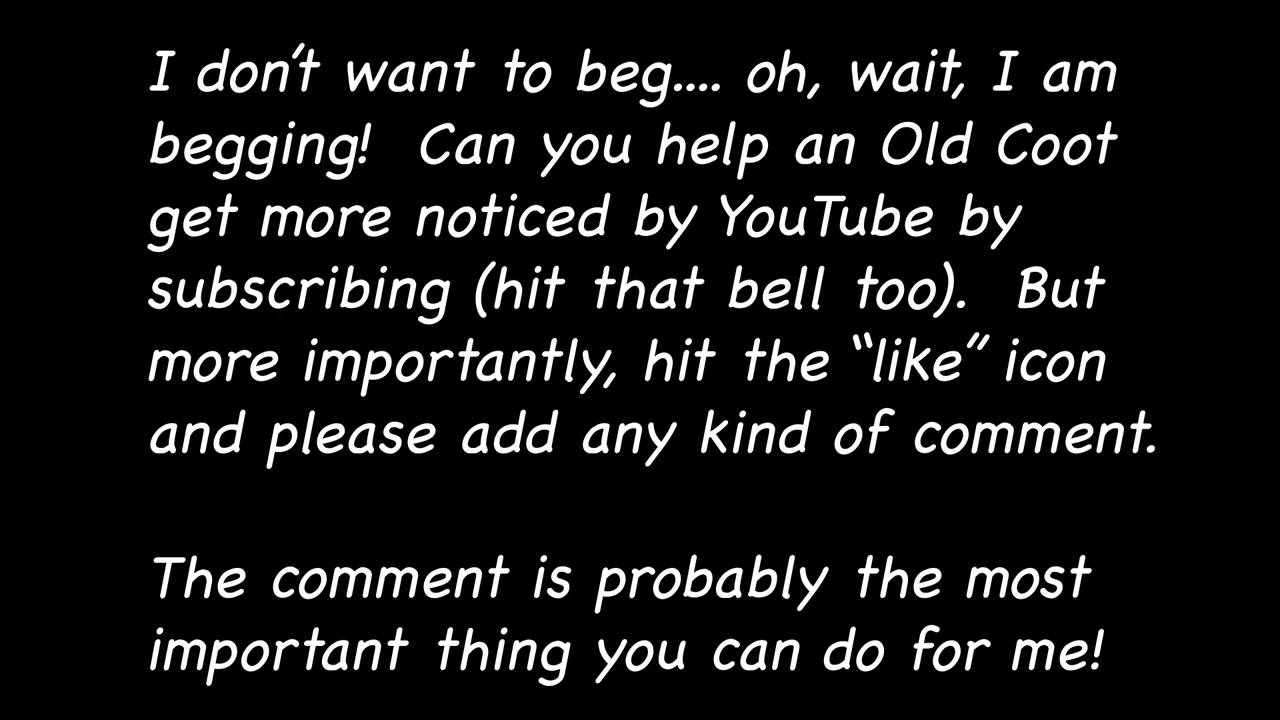 I don't want to beg.... oh, wait, I am
begging!  Can you help an Old Coot
get more noticed by YouTube by
subscribing (hit that bell too).  But
more importantly, hit the “like” icon
and please add any kind of comment.
The comment is probably the most
important thing you can do for me!